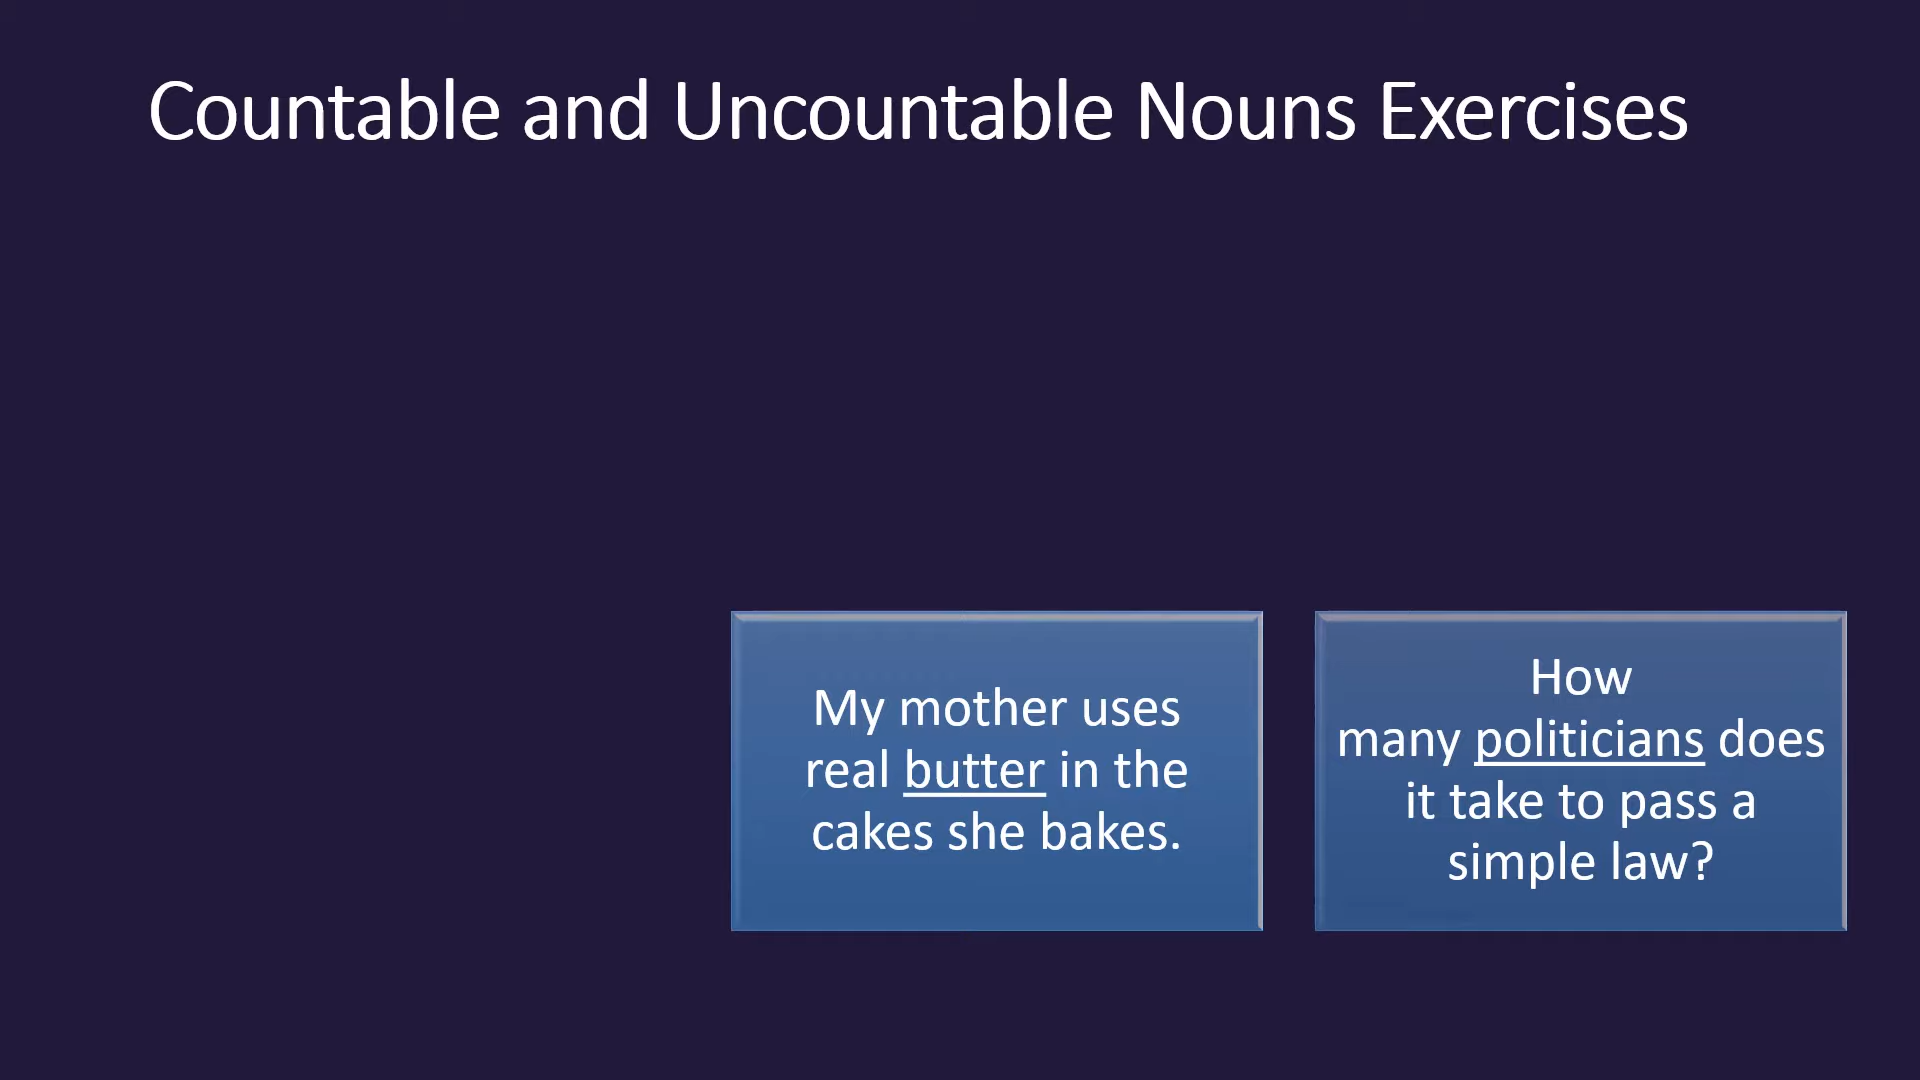 Countable and Uncountable Nouns Exercises
My mother uses
real butter in the
cakes she bakes.
How
many politicians does
it take to pass a
simple law?